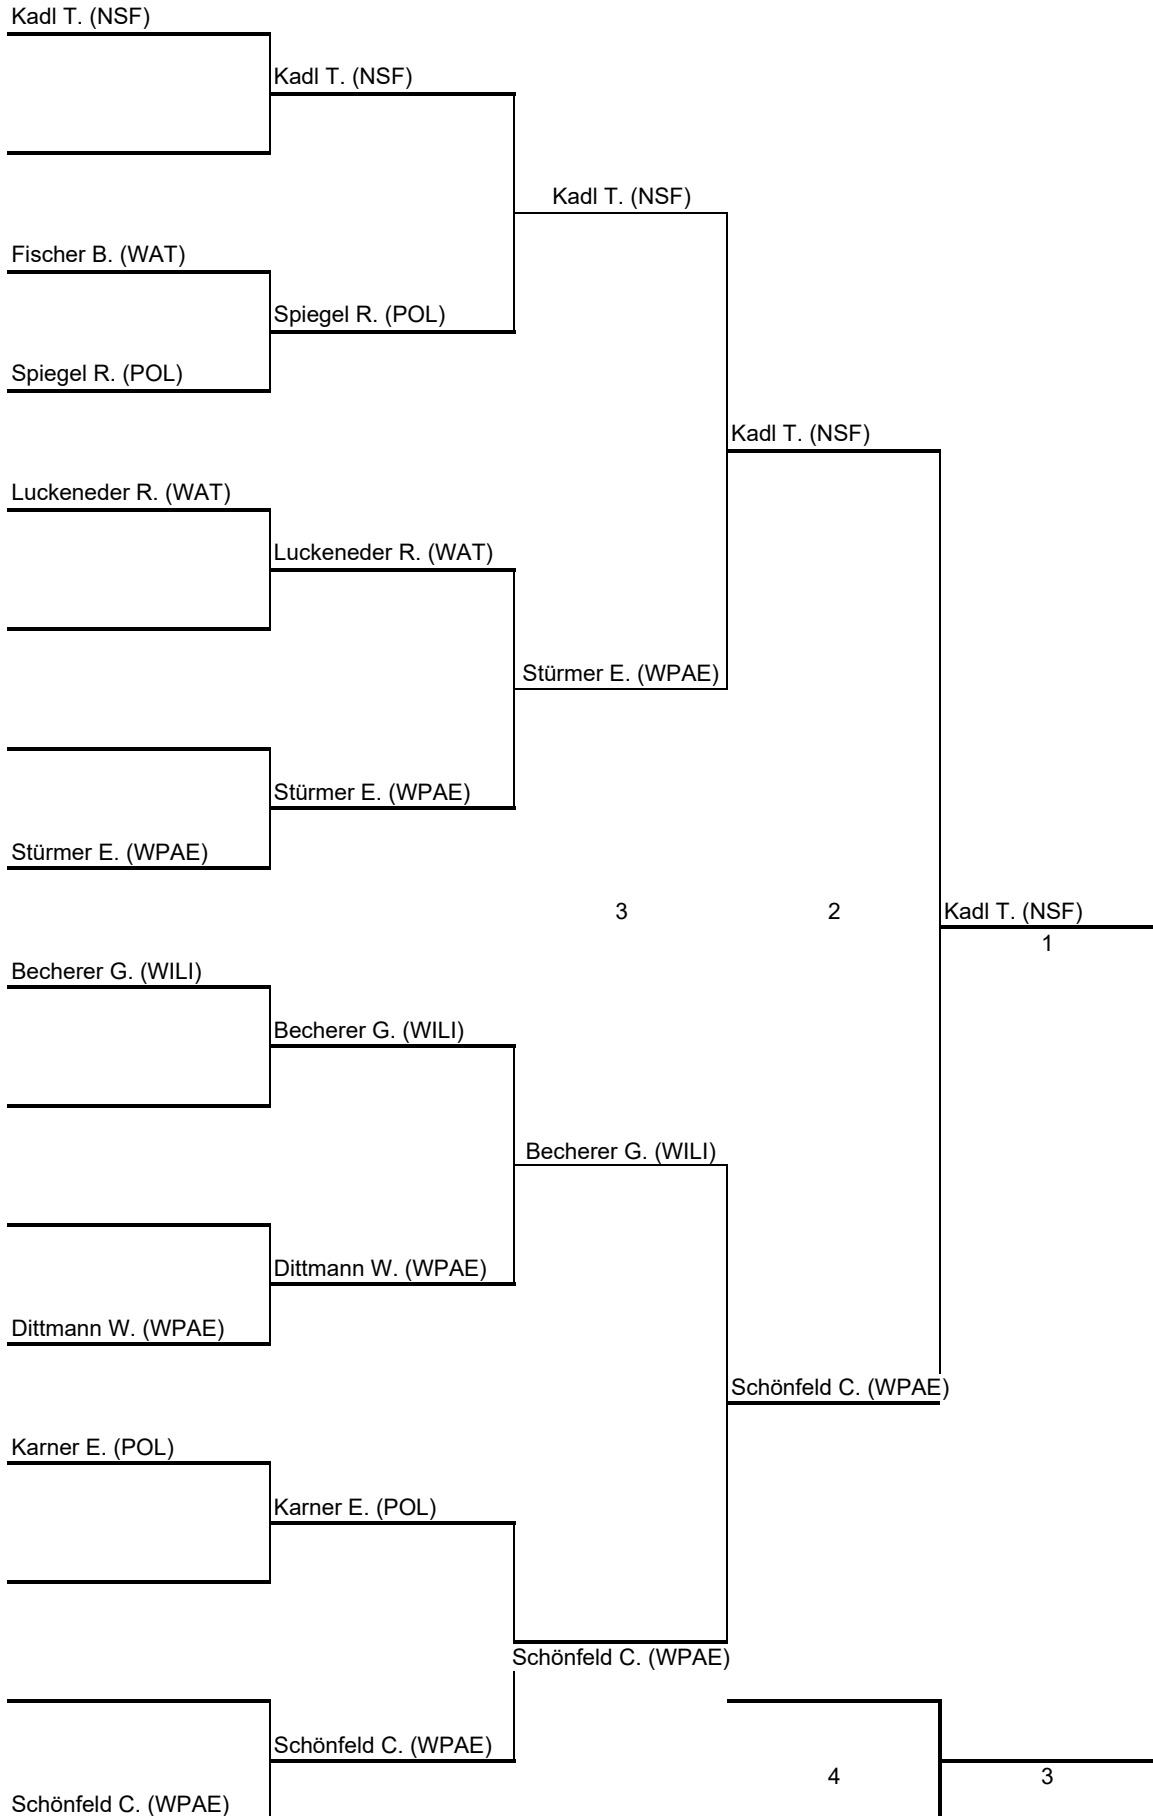 Kadl T. (NSF)
Kadl T. (NSF)
Kadl T. (NSF)
Fischer B. (WAT)
Spiegel R. (POL)
Spiegel R. (POL)
Kadl T. (NSF)
Luckeneder R. (WAT)
Luckeneder R. (WAT)
Stürmer E. (WPAE)
Stürmer E. (WPAE)
Stürmer E. (WPAE)
3
2
Kadl T. (NSF)
1
Becherer G. (WILI)
Becherer G. (WILI)
Becherer G. (WILI)
Dittmann W. (WPAE)
Dittmann W. (WPAE)
Schönfeld C. (WPAE)
Karner E. (POL)
Karner E. (POL)
Schönfeld C. (WPAE)
Schönfeld C. (WPAE)
4
3
Schönfeld C. (WPAE)